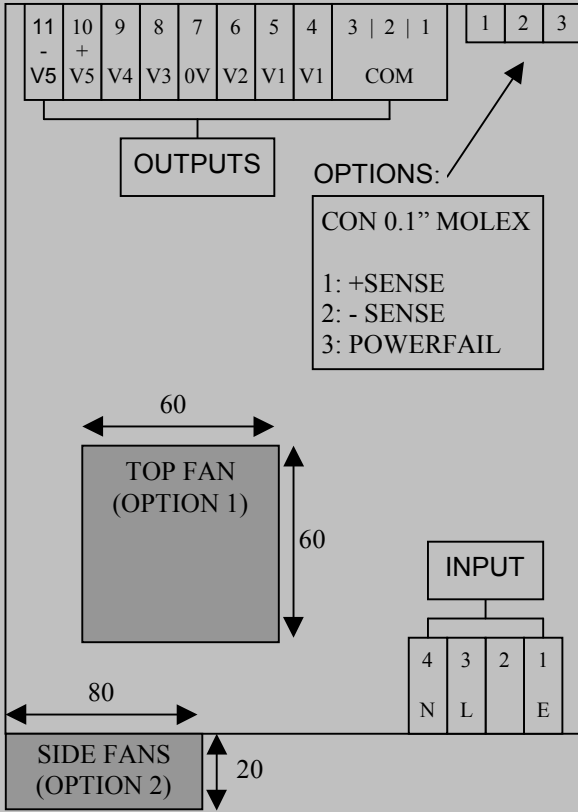 11 10 9 8 7 6 5 4 3 | 2 | 1 1 2 3
- +
V5 V5 V4 V3 0V V2 V1 V1 COM
OUTPUTS
OPTIONS:
CON 0.1” MOLEX
1: +SENSE
2: - SENSE
3: POWERFAIL
60
TOP FAN
(OPTION 1)
60
INPUT
4 3 2 1
N L E
80
SIDE FANS
(OPTION 2)
20